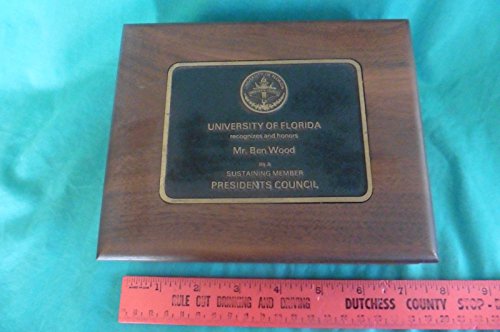 UNIVERSITY OF FLORIDA
recognizes and honors
Mr. Ben Wood
as a
SUSTAINING MEMBER
PRESIDENTS COUNCIL
1 2 3 4 5 6 7 8 9
RULE OUT DRINKING AND DRIVING DUTCHESS COUNTY STOP-